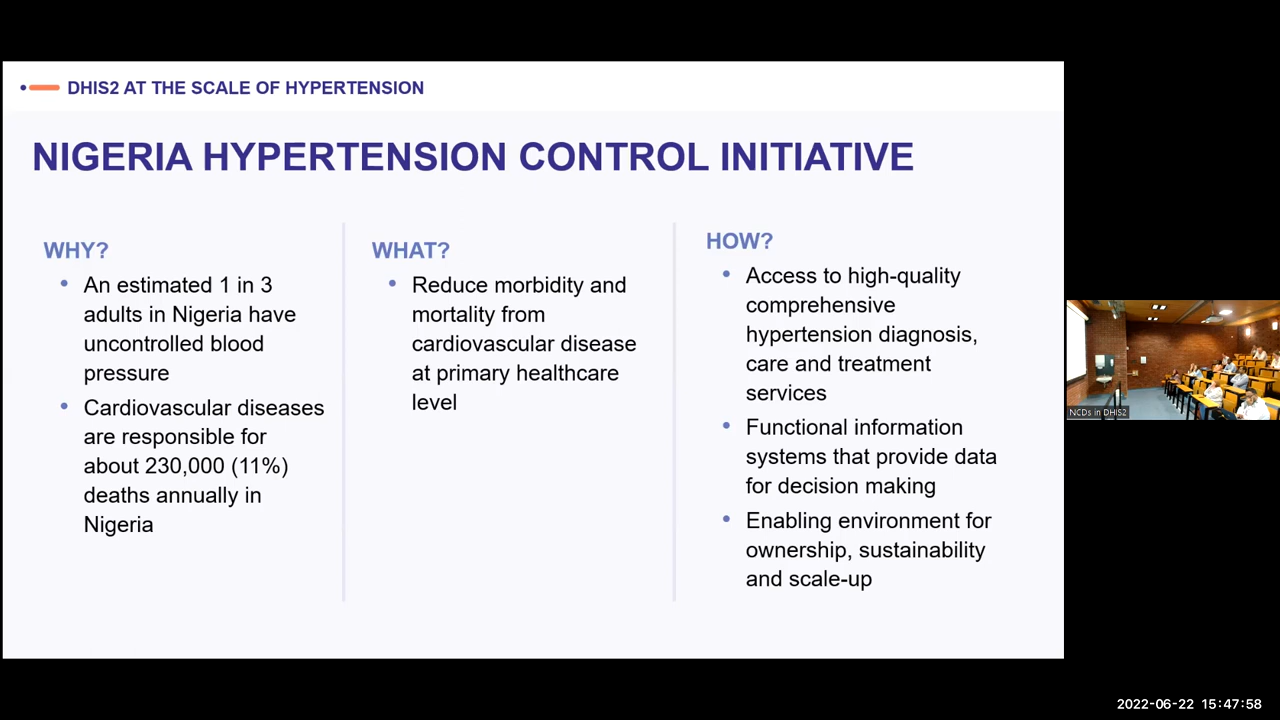 DHIS2 AT THE SCALE OF HYPERTENSION
NIGERIA HYPERTENSION CONTROL INITIATIVE
WHY?
An estimated 1 in 3
adults in Nigeria have
uncontrolled blood
pressure
Cardiovascular diseases
are responsible for
about 230,000 (11%)
deaths annually in
Nigeria
WHAT?
Reduce morbidity and
mortality from
cardiovascular disease
at primary healthcare
level
HOW?
Access to high-quality
comprehensive
hypertension diagnosis,
care and treatment
services
Functional information
systems that provide data
for decision making
Enabling environment for
ownership, sustainability
and scale-up
NCDs in DHIS2
2022-06-22 15:47:58